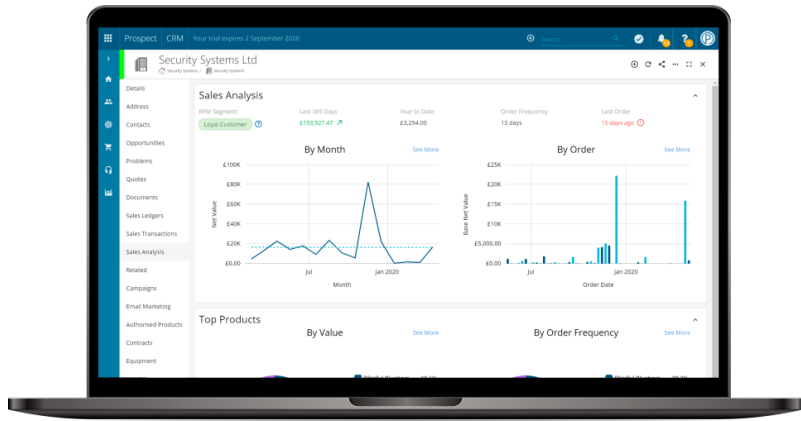 Prospect CRM Your trial expires 2 September 2020 search
Security Systems Ltd
Security Systems / Security Systems
Details
Address
Contacts
Opportunities
Problems
Quotes
Documents
Sales Ledgers
Sales Transactions
Sales Analysis
Related
Campaigns
Email Marketing
Authorised Products
Contracts
Equipment
Sales Analysis
RFM Segment Last 365 Days Year to Date Order Frequency Last Order
Loyal Customer £193,927.47 £3,294.00 13 days 15 days ago
By Month See More
£100K
£80K
£60K
£40K
£20K
£0.00
Net Value
Jul Jan 2020
Month
By Order See More
£25K
£20K
£15K
£10K
£5,000.00
£0.00
Base Net Value
Jul Jan 2020
Order Date
Top Products
By Value See More
By Order Frequency See More